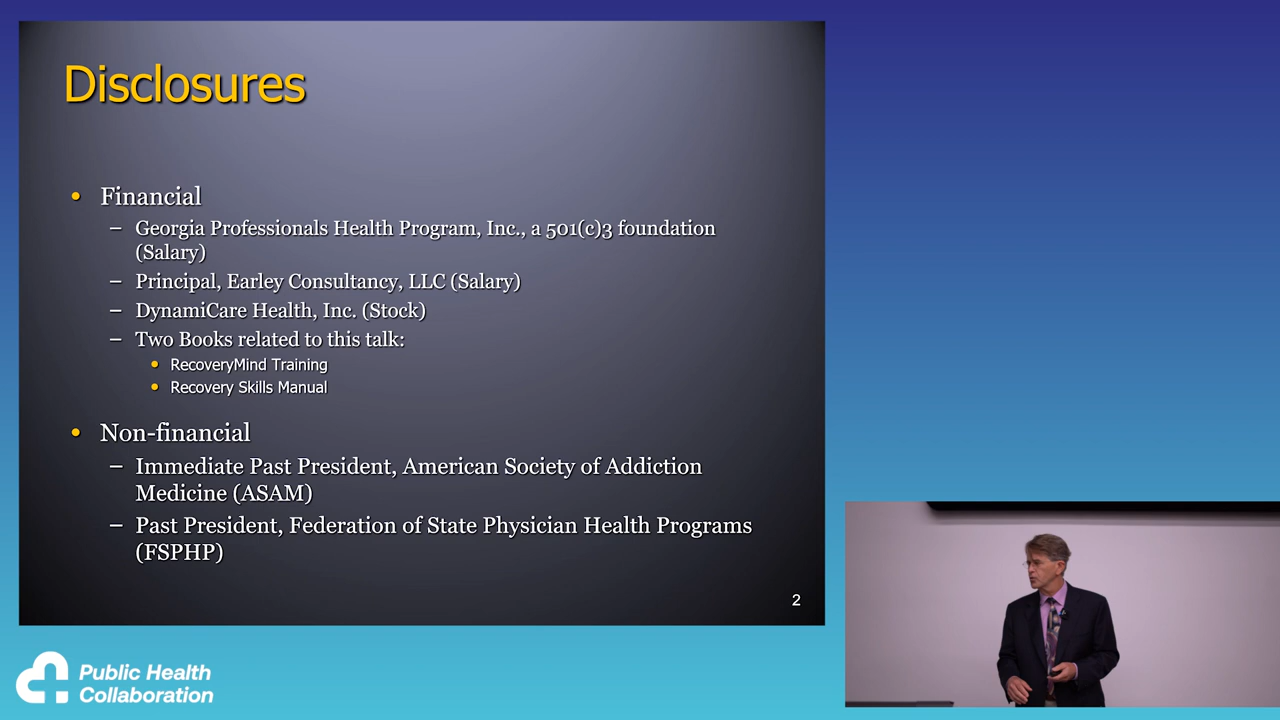 Disclosures
• Financial
– Georgia Professionals Health Program, Inc., a 501(c)3 foundation
(Salary)
– Principal, Earley Consultancy, LLC (Salary)
– DynamiCare Health, Inc. (Stock)
– Two Books related to this talk:
• RecoveryMind Training
• Recovery Skills Manual
• Non-financial
– Immediate Past President, American Society of Addiction
Medicine (ASAM)
– Past President, Federation of State Physician Health Programs
(FSPHP)
2
Public Health
Collaboration